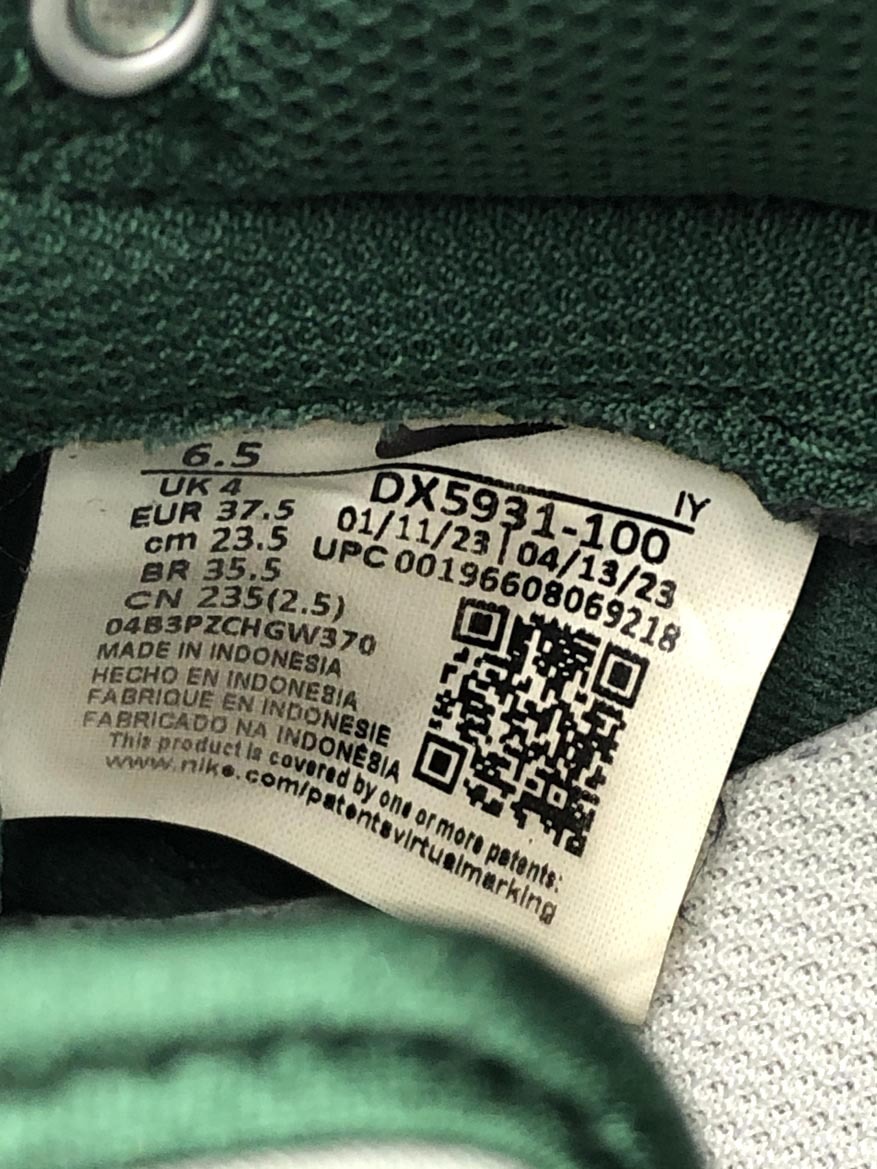 6.5
UK 4
EUR 37.5
cm 23.5
BR 35.5
CN 235(2.5)
04B3PZCHGW370
MADE IN INDONESIA
HECHO EN INDONESIA
FABRIQUE EN INDONESIE
FABRICADO NA INDONÉSIA
This product is covered by one or more patents:
www.nike.com/patentsvirtualmarking
IY
DX5931-100
01/11/23 | 04/13/23
UPC 00196608069218